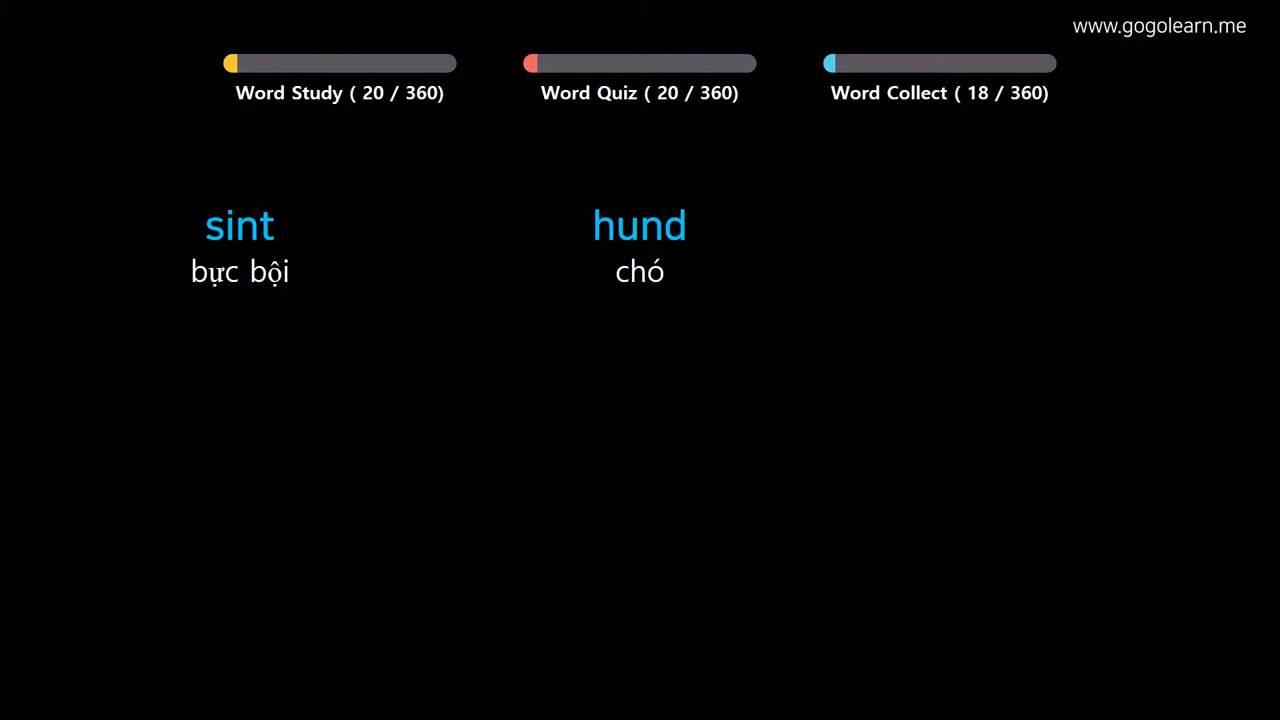 www.gogolearn.me
Word Study ( 20 / 360)
Word Quiz ( 20 / 360)
Word Collect ( 18 / 360)
sint
bực bội
hund
chó